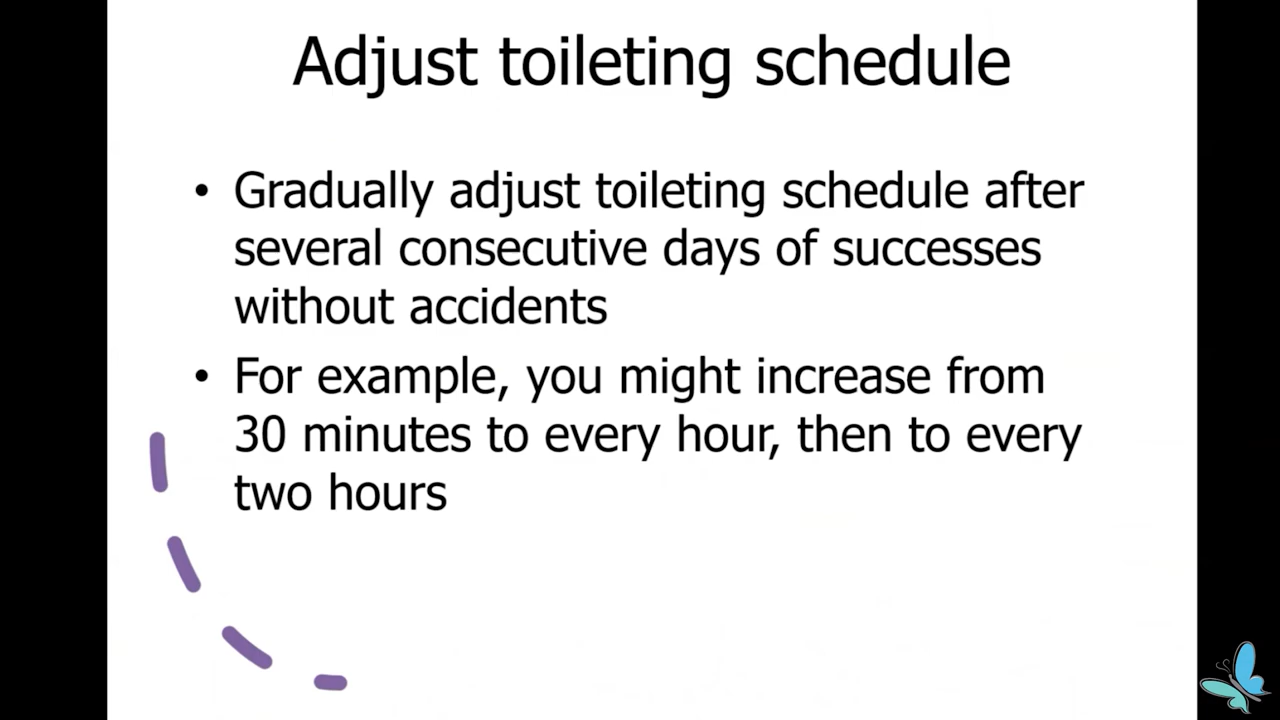 Adjust toileting schedule
• Gradually adjust toileting schedule after
several consecutive days of successes
without accidents
• For example, you might increase from
30 minutes to every hour, then to every
two hours